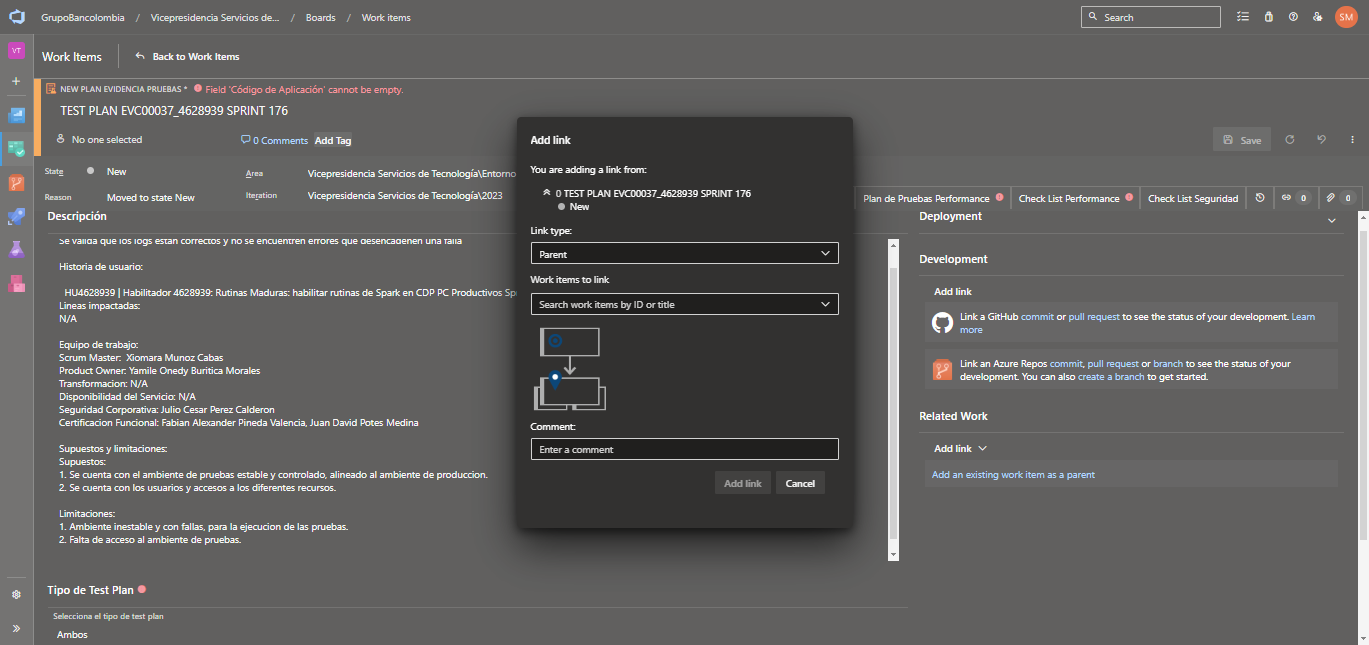 GrupoBancolombia / Vicepresidencia Servicios de... / Boards / Work items
Search
SM
VT
Work Items
Back to Work Items
NEW PLAN EVIDENCIA PRUEBAS * Field 'Código de Aplicación' cannot be empty.
TEST PLAN EVC00037_4628939 SPRINT 176
No one selected
0 Comments
Add Tag
Save
State
New
Area
Vicepresidencia Servicios de Tecnología\Entorno
Reason
Moved to state New
Iteration
Vicepresidencia Servicios de Tecnología\2023
Plan de Pruebas Performance
Check List Performance
Check List Seguridad
0
0
Descripción
Se valida que los logs estan correctos y no se encuentren errores que desencadenen una falla
Historia de usuario:
HU4628939 | Habilitador 4628939: Rutinas Maduras: habilitar rutinas de Spark en CDP PC Productivos Sp
Lineas impactadas:
N/A
Equipo de trabajo:
Scrum Master: Xiomara Munoz Cabas
Product Owner: Yamile Onedy Buritica Morales
Transformacion: N/A
Disponibilidad del Servicio: N/A
Seguridad Corporativa: Julio Cesar Perez Calderon
Certificacion Funcional: Fabian Alexander Pineda Valencia, Juan David Potes Medina
Supuestos y limitaciones:
Supuestos:
1. Se cuenta con el ambiente de pruebas estable y controlado, alineado al ambiente de produccion.
2. Se cuenta con los usuarios y accesos a los diferentes recursos.
Limitaciones:
1. Ambiente inestable y con fallas, para la ejecucion de las pruebas.
2. Falta de acceso al ambiente de pruebas.
Tipo de Test Plan
Selecciona el tipo de test plan
Ambos
Add link
You are adding a link from:
0 TEST PLAN EVC00037_4628939 SPRINT 176
New
Link type:
Parent
Work items to link
Search work items by ID or title
Comment:
Enter a comment
Add link
Cancel
Deployment
Development
Add link
Link a GitHub commit or pull request to see the status of your development. Learn
more
Link an Azure Repos commit, pull request or branch to see the status of your
development. You can also create a branch to get started.
Related Work
Add link
Add an existing work item as a parent